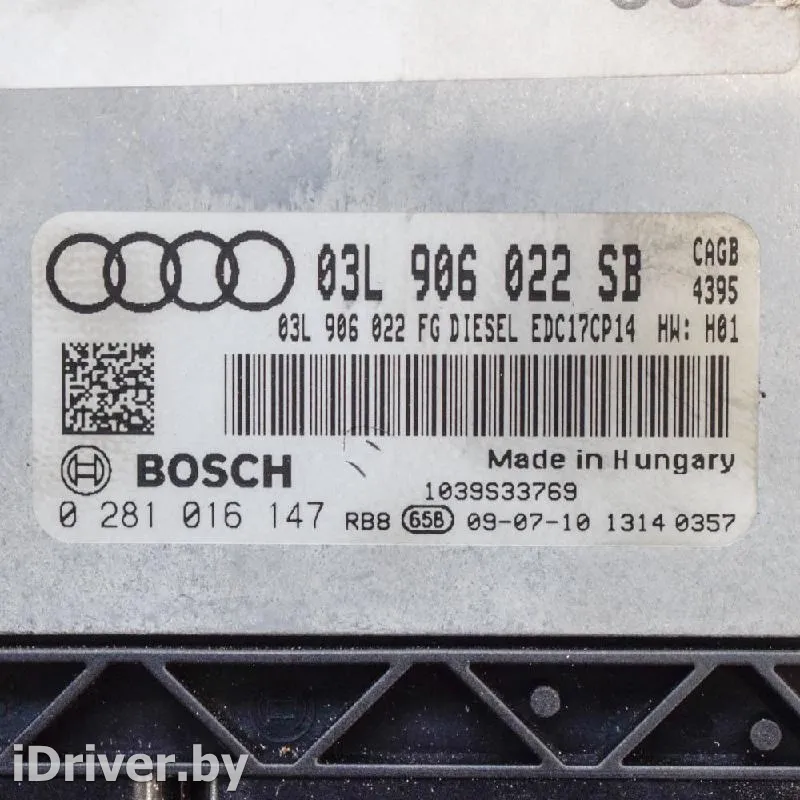 03L 906 022 SB CAGB
4395
03L 906 022 FG DIESEL EDC17CP14 HW: H01
BOSCH
Made in Hungary
1039S33769
0 281 016 147 RB8 65B 09-07-10 1314 0357
iDriver.by